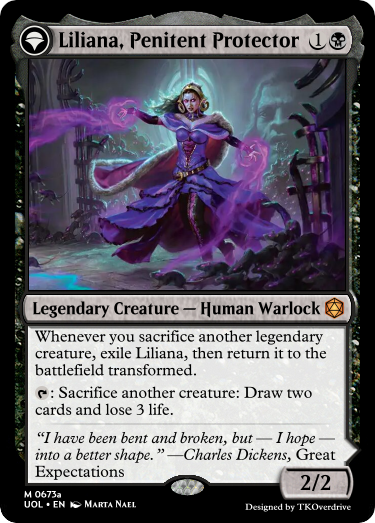 Liliana, Penitent Protector 1
Legendary Creature — Human Warlock
Whenever you sacrifice another legendary
creature, exile Liliana, then return it to the
battlefield transformed.
: Sacrifice another creature: Draw two
cards and lose 3 life.
“I have been bent and broken, but — I hope —
into a better shape.” —Charles Dickens, Great
Expectations
2/2
M 0673a
UOL • EN Marta Nael
Designed by TKOverdrive